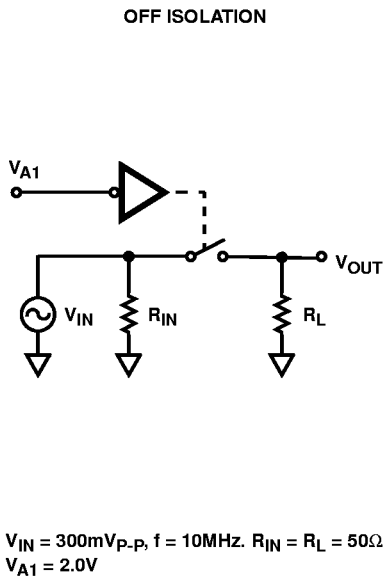 OFF ISOLATION
VA1
VOUT
VIN
RIN
RL
VIN = 300mVP-P, f = 10MHz. RIN = RL = 50Ω
VA1 = 2.0V